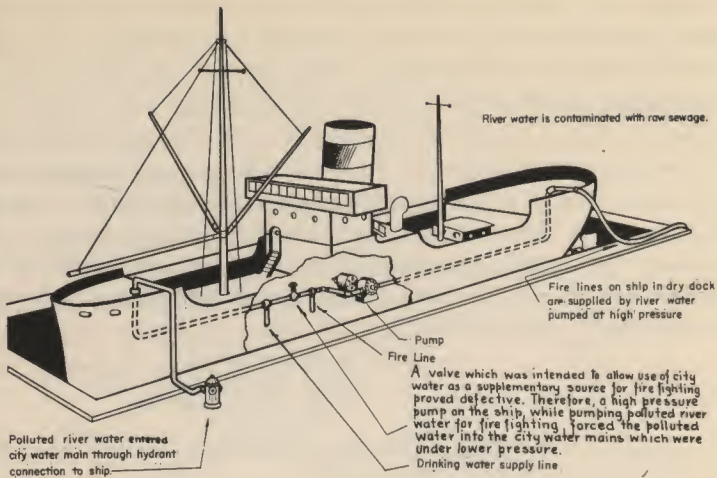 River water is contaminated with raw sewage.
Fire lines on ship in dry dock
are supplied by river water
pumped at high pressure
Pump
Fire Line
A valve which was intended to allow use of city
water as a supplementary source for fire fighting
proved defective. Therefore, a high pressure
pump on the ship, while pumping polluted river
water for fire fighting, forced the polluted
water into the city water mains which were
under lower pressure.
Drinking water supply line
Polluted river water entered
city water main through hydrant
connection to ship.